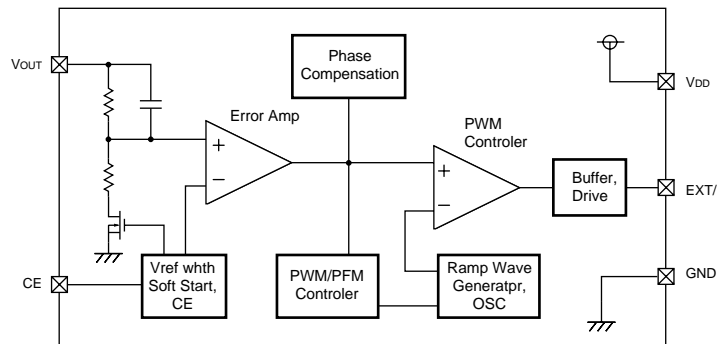 Phase
Compensation
VOUT
VDD
Error Amp
PWM
Controler
+
−
+
−
Buffer,
Drive
EXT/
Vref whth
Soft Start,
CE
PWM/PFM
Controler
Ramp Wave
Generatpr,
OSC
GND
CE